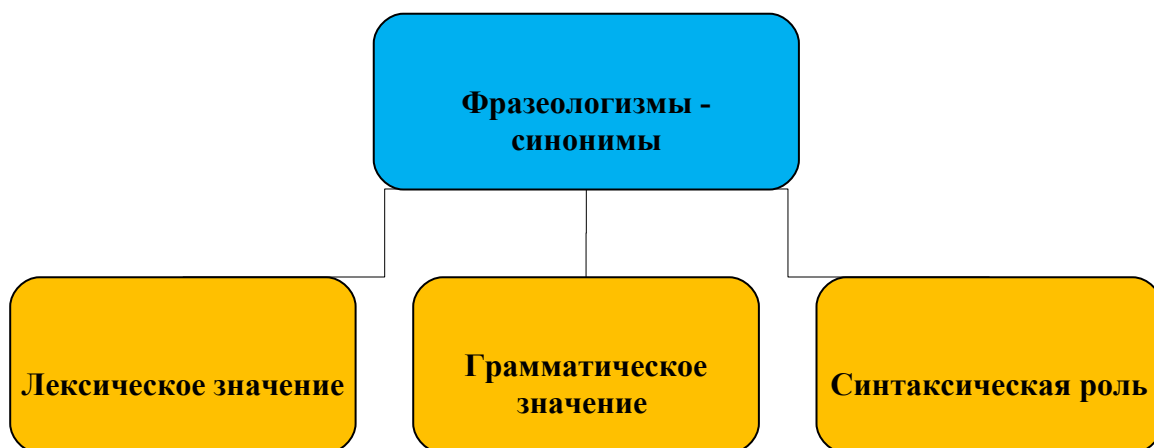 Фразеологизмы -
синонимы
Лексическое значение
Грамматическое
значение
Синтаксическая роль